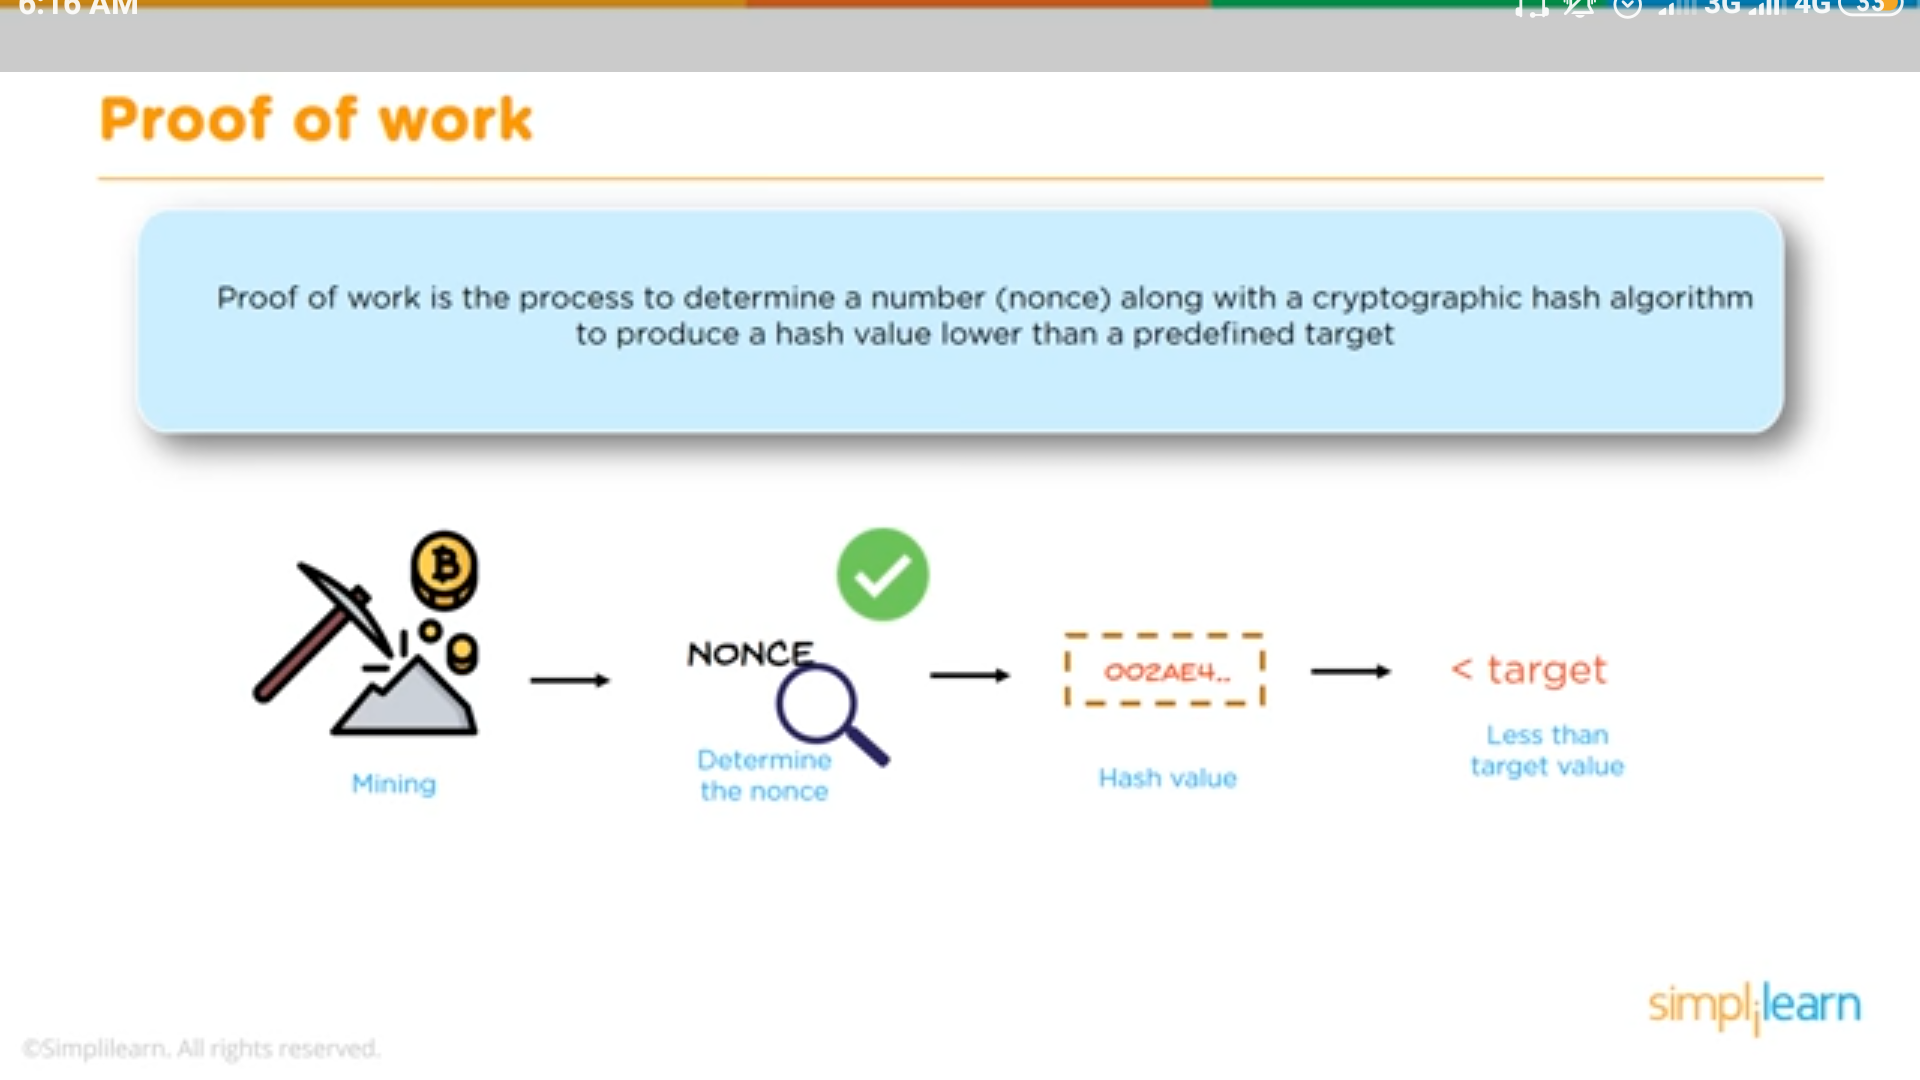 6:16 AM
3G 4G 33
Proof of work
Proof of work is the process to determine a number (nonce) along with a cryptographic hash algorithm
to produce a hash value lower than a predefined target
B
NONCE
002AE4..
< target
Mining
Determine
the nonce
Hash value
Less than
target value
simplilearn
©Simplilearn. All rights reserved.